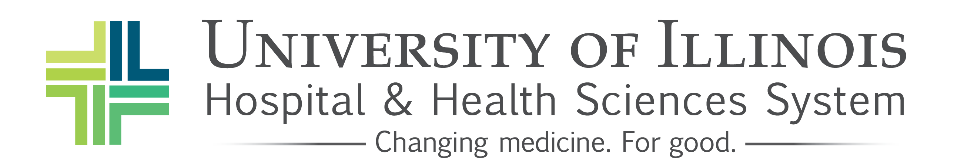 UNIVERSITY OF ILLINOIS
Hospital & Health Sciences System
Changing medicine. For good.